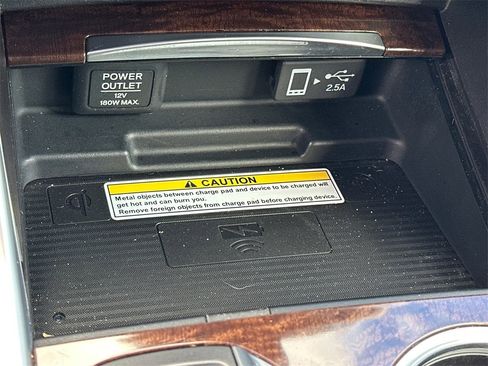 POWER
OUTLET
12V
180W MAX.
2.5A
CAUTION
Metal objects between charge pad and device to be charged will
get hot and can burn you.
Remove foreign objects from charge pad before charging device.